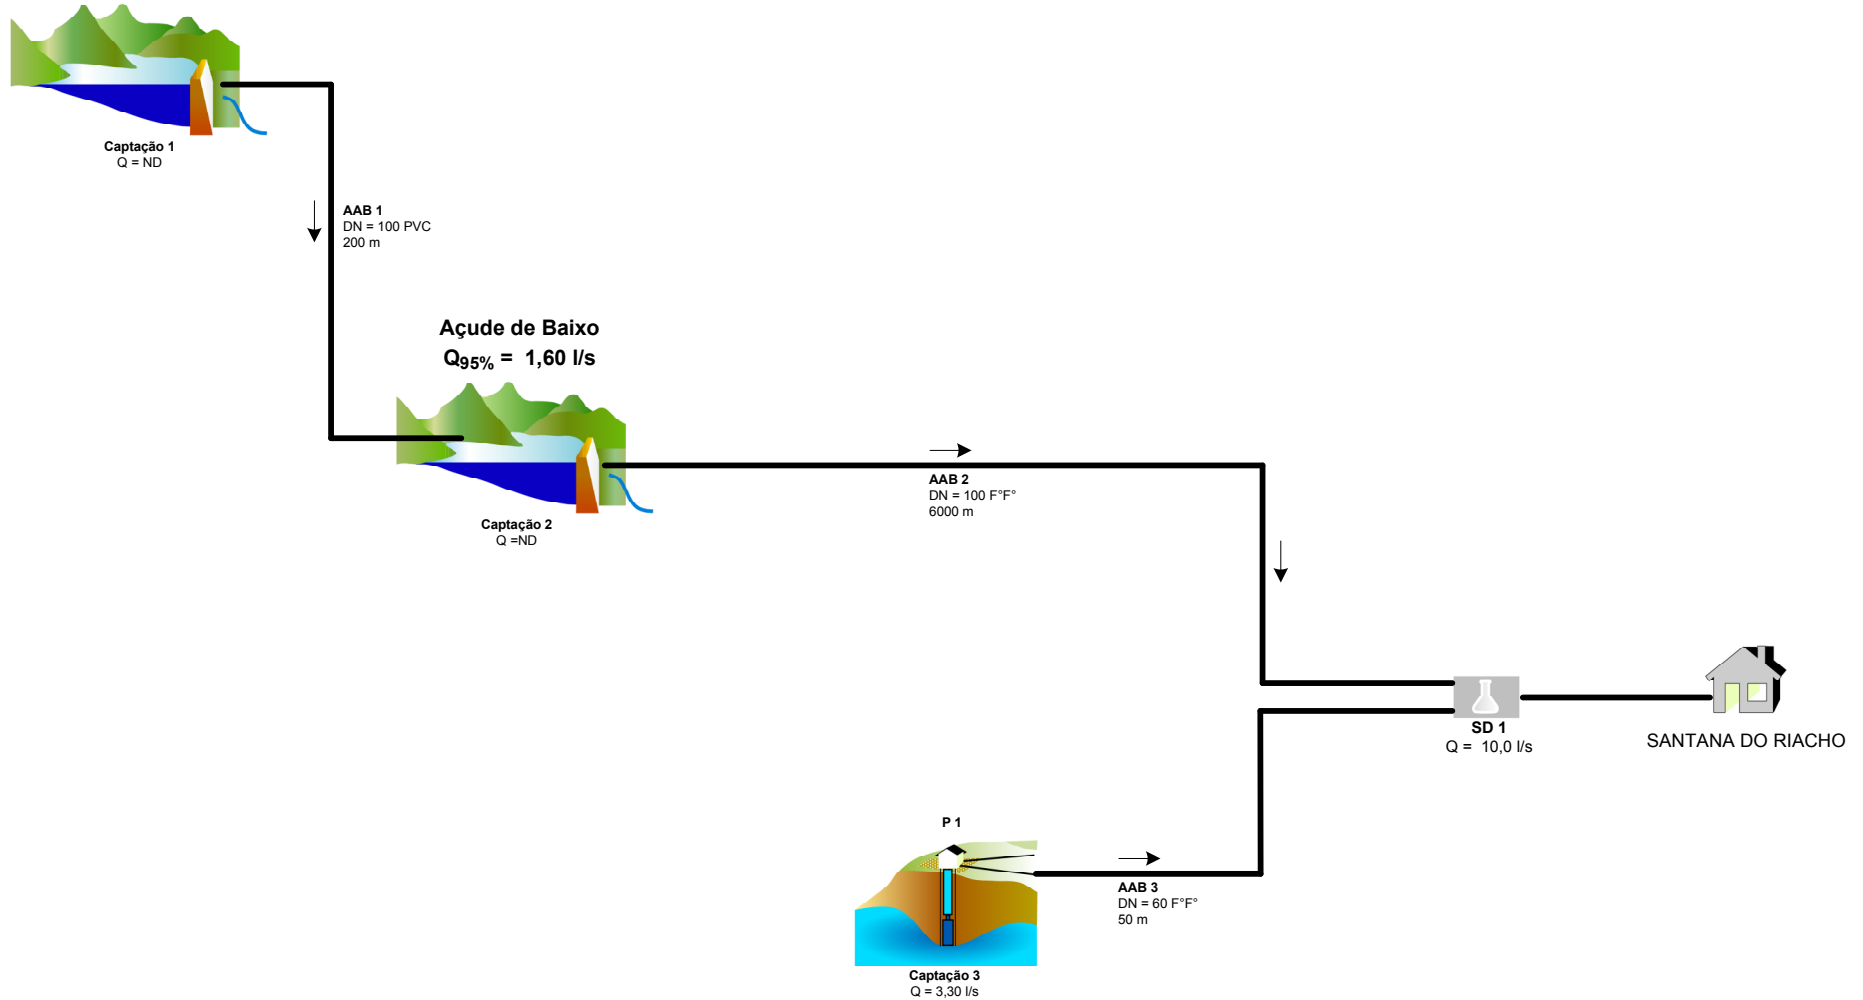 Captação 1
Q = ND
AAB 1
DN = 100 PVC
200 m
Açude de Baixo
Q95% = 1,60 l/s
Captação 2
Q =ND
AAB 2
DN = 100 F°F°
6000 m
SD 1
Q = 10,0 l/s
SANTANA DO RIACHO
P 1
AAB 3
DN = 60 F°F°
50 m
Captação 3
Q = 3,30 l/s